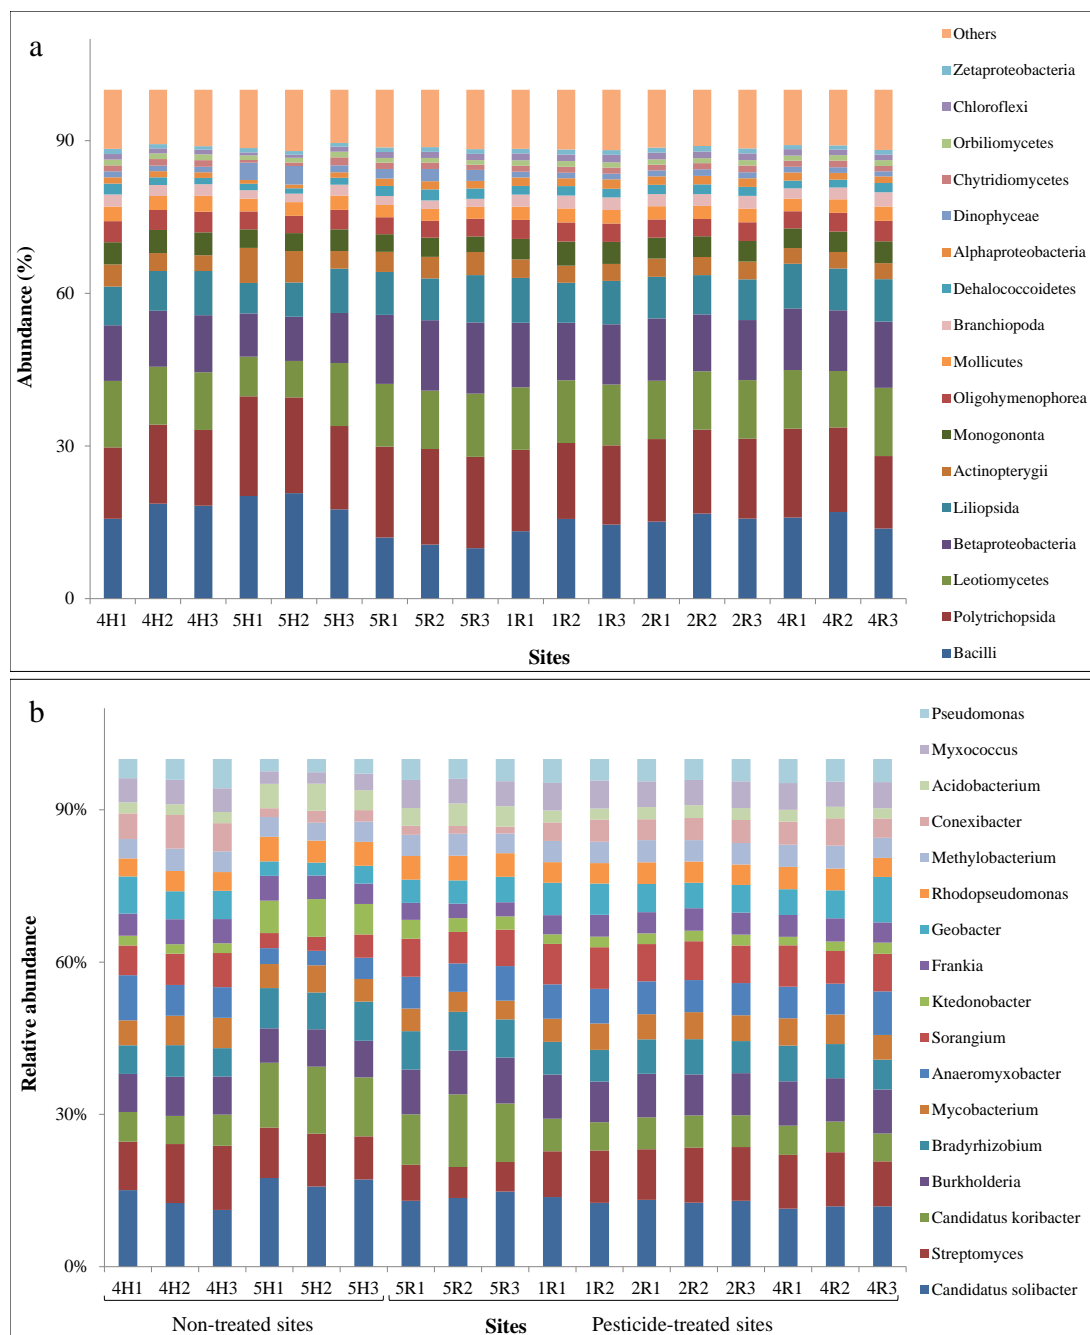 a
Others
Zetaproteobacteria
Chloroflexi
Orbiliomycetes
Chytridiomycetes
Dinophyceae
Alphaproteobacteria
Dehalococcoidetes
Branchiopoda
Mollicutes
Oligohymenophorea
Monogononta
Actinopterygii
Liliopsida
Betaproteobacteria
Leotiomycetes
Polytrichopsida
Bacilli
Abundance (%)
90
60
30
0
4H1 4H2 4H3 5H1 5H2 5H3 5R1 5R2 5R3 1R1 1R2 1R3 2R1 2R2 2R3 4R1 4R2 4R3
Sites
b
Pseudomonas
Myxococcus
Acidobacterium
Conexibacter
Methylobacterium
Rhodopseudomonas
Geobacter
Frankia
Ktedonobacter
Sorangium
Anaeromyxobacter
Mycobacterium
Bradyrhizobium
Burkholderia
Candidatus koribacter
Streptomyces
Candidatus solibacter
Relative abundance
90%
60%
30%
0%
4H1 4H2 4H3 5H1 5H2 5H3 5R1 5R2 5R3 1R1 1R2 2R1 2R2 2R3 4R1 4R2 4R3
Non-treated sites Sites Pesticide-treated sites